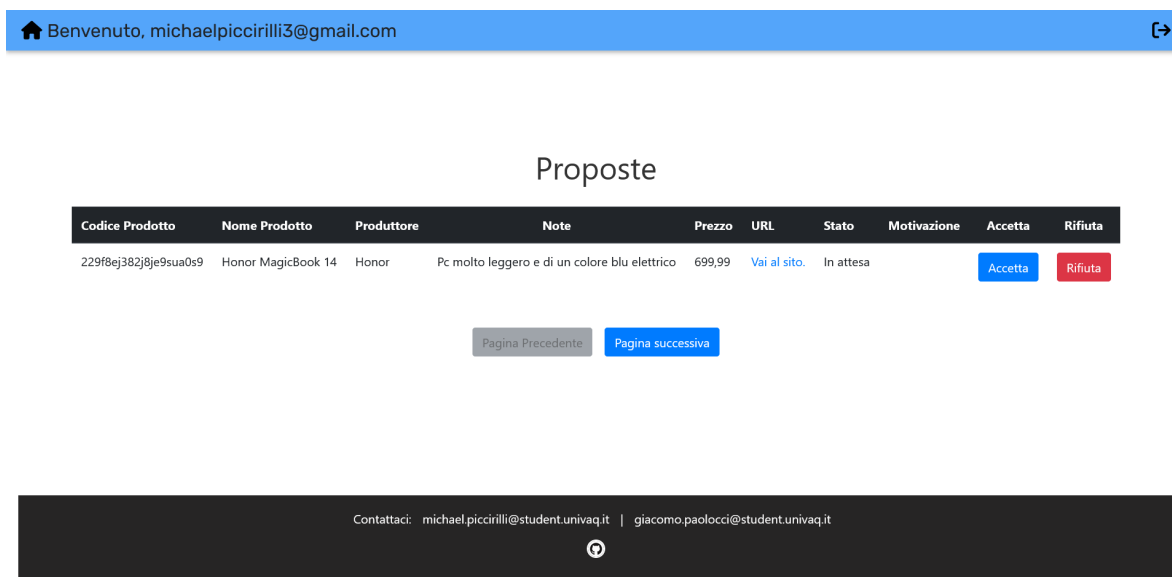 Benvenuto, michaelpiccirilli3@gmail.com
Proposte
Codice Prodotto Nome Prodotto Produttore Note Prezzo URL Stato Motivazione Accetta Rifiuta
229f8ej382j8je9sua0s9 Honor MagicBook 14 Honor Pc molto leggero e di un colore blu elettrico 699,99 Vai al sito. In attesa Accetta Rifiuta
Pagina Precedente Pagina successiva
Contattaci: michael.piccirilli@student.univaq.it | giacomo.paolocci@student.univaq.it